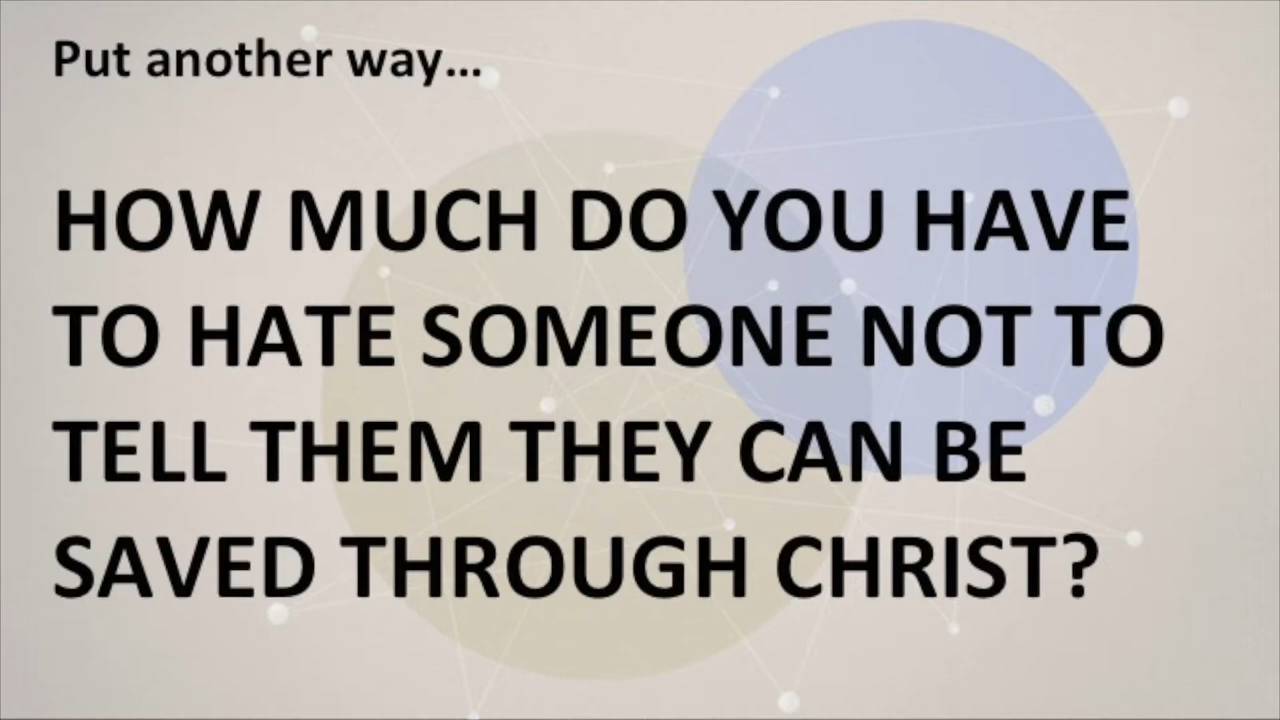 Put another way...
HOW MUCH DO YOU HAVE
TO HATE SOMEONE NOT TO
TELL THEM THEY CAN BE
SAVED THROUGH CHRIST?